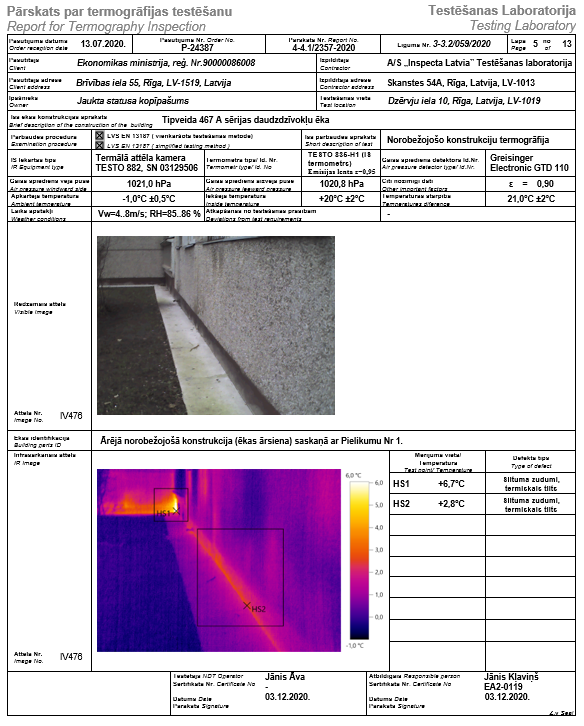 Pārskats par termogrāfijas testēšanu
Testēšanas Laboratorija
Report for Termography Inspection
Testing Laboratory
Pasūtījuma datums
Order reception date
13.07.2020.
Pasūtījuma Nr. Order No.
P-24387
Pārskata Nr. Report No.
4-4.1/2357-2020
Līguma Nr. 3-3.2/059/2020
Lapa
Page
5
no
of
13
Pasūtītājs
Client
Ekonomikas ministrija, reģ. Nr.90000086008
Izpildītājs
Contractor
A/S „Inspecta Latvia” Testēšanas laboratorija
Pasūtītāja adrese
Client address
Brīvības iela 55, Rīga, LV-1519, Latvija
Izpildītāja adrese
Contractor address
Skanstes 54A, Rīga, Latvija, LV-1013
Īpašnieks
Owner
Jaukta statusa kopīpašums
Testēšanas vieta
Test location
Dzērvju iela 10, Rīga, Latvija, LV-1019
Īss ēkas konstrukcijas apraksts
Brief description of the construction of the building
Tipveida 467 A sērijas daudzdzīvokļu ēka
Pārbaudes procedūra
Examination procedure
LVS EN 13187 ( vienkāršota testēšanas metode)
LVS EN 13187 ( simplified testing method )
Īss pārbaudes apraksts
Short description of test
Norobežojošo konstrukciju termogrāfija
IS iekārtas tips
IR Equipment type
Termālā attēla kamera
TESTO 882, SN 03129506
Termometra tips/ Id. Nr.
Termometr type/ Id. No
TESTO 835-H1 (IS
termometrs)
Emisijas lenta ε=0,95
Gaisa spiediena detektora Id.Nr.
Air pressure detector type/ Id.Nr.
Greisinger
Electronic GTD 110
Gaisa spiediens vēja pusē
Air pressure windward side
1021,0 hPa
Gaisa spiediens aizvēja pusē
Air pressure leeward pressure
1020,8 hPa
Citi nozīmīgi dati
Other important factors
ε = 0,90
Apkārtējā temperatūra
Ambient temperature
-1,0°C ±0,5°C
Iekšējā temperatūra
Inside temperature
+20°C ±2°C
Temperatūras starpība
Temperatures diference
21,0°C ±2°C
Laika apstākļi
Weather conditions
Vw=4..8m/s; RH=85..86 %
Atkāpšanās no testēšanas prasībām
Deviations from test requirements
-
Redzamais attēls
Visible Image
Attēla Nr.
Image No.
IV476
Ēkas identifikācija
Building parts ID
Ārējā norobežojošā konstrukcija (ēkas ārsiena) saskaņā ar Pielikumu Nr 1.
Infrasarkanais attēls
IR Image
Mērījuma vieta/
Temperatūra
Test point/ Temperature
Defekta tips
Type of defect
6,0 °C
6,0
5,0
4,0
3,0
2,0
1,0
0,0
-1,0 °C
HS1
HS2
HS1
+6,7°C
Siltuma zudumi,
termiskais tilts
HS2
+2,8°C
Siltuma zudumi,
termiskais tilts
Attēla Nr.
Image No.
IV476
Testētājs NDT Operator
Jānis Āva
Sertifikāta Nr. Certificate No
-
Datums Date
03.12.2020.
Paraksts Signature
Atbildīgais Responsible person
Jānis Kļaviņš
Sertifikāta Nr. Certificate No
EA2-0119
Datums Date
03.12.2020.
Paraksts Signature